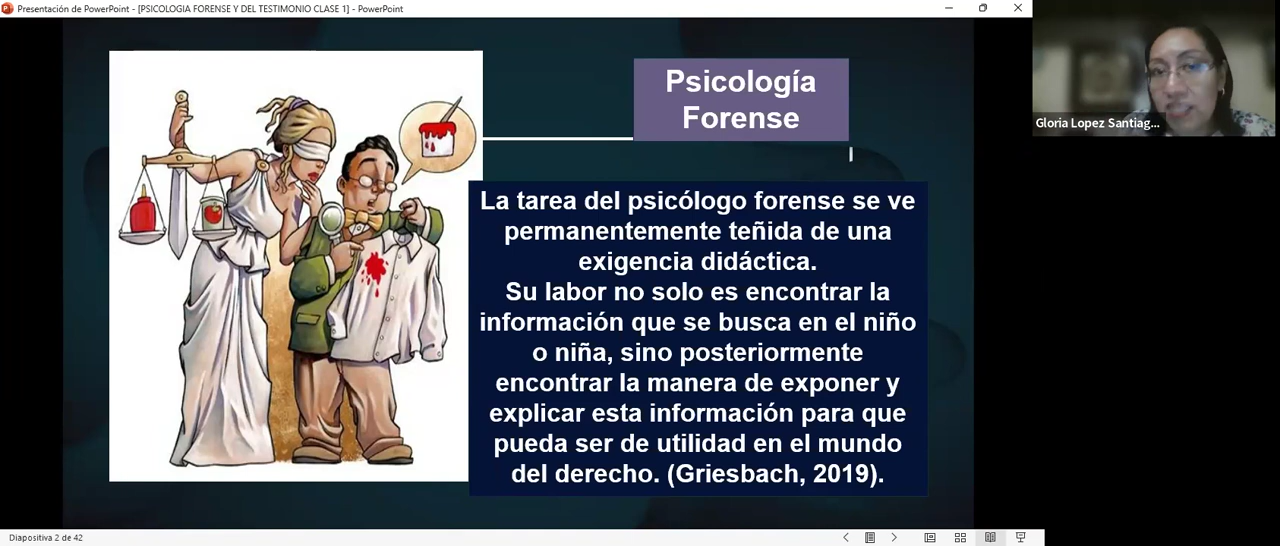 Presentación de PowerPoint - [PSICOLOGIA FORENSE Y DEL TESTIMONIO CLASE 1] - PowerPoint
Gloria Lopez Santiag...
Psicología
Forense
La tarea del psicólogo forense se ve
permanentemente teñida de una
exigencia didáctica.
Su labor no solo es encontrar la
información que se busca en el niño
o niña, sino posteriormente
encontrar la manera de exponer y
explicar esta información para que
pueda ser de utilidad en el mundo
del derecho. (Griesbach, 2019).
Diapositiva 2 de 42